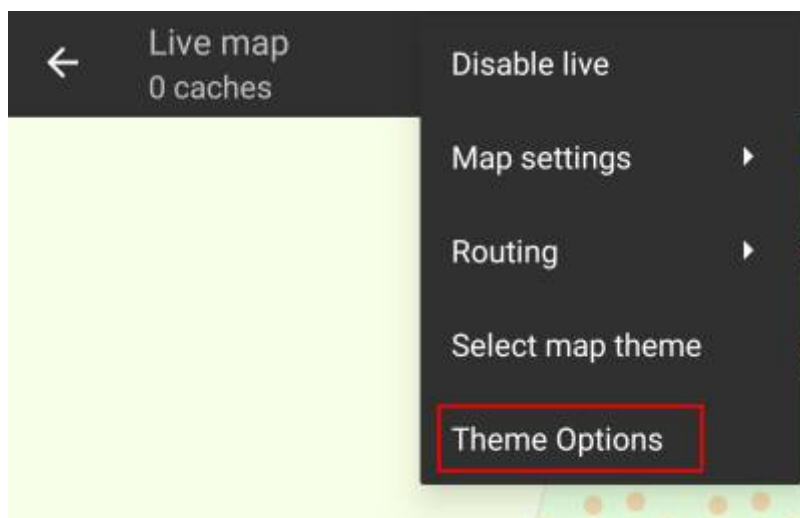 Live map
0 caches
Disable live
Map settings
Routing
Select map theme
Theme Options